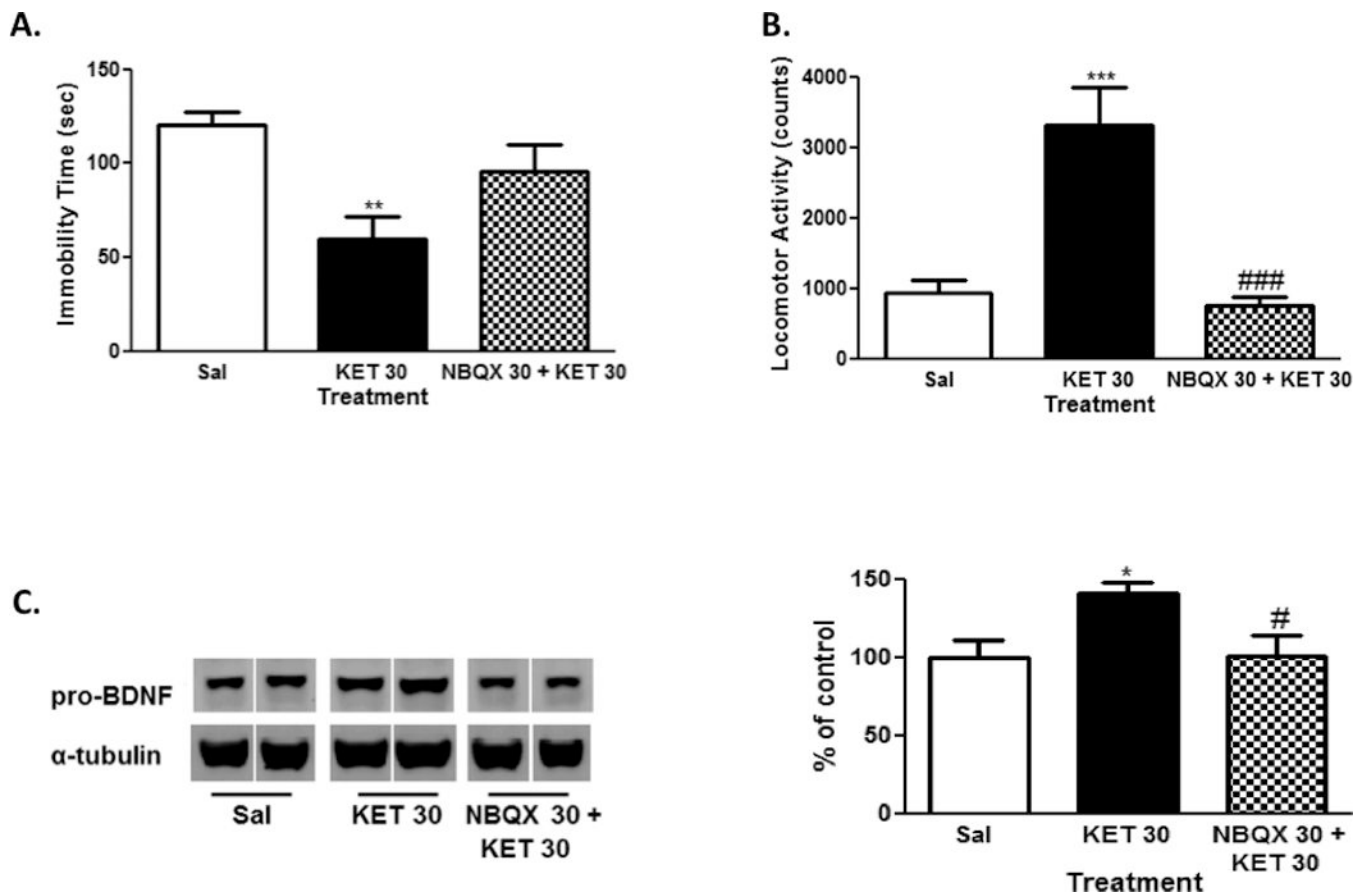 A.
Immobility Time (sec)
150
100
50
0
**
Sal KET 30 NBQX 30 + KET 30
Treatment
B.
Locomotor Activity (counts)
4000
3000
2000
1000
0
***
###
Sal KET 30 NBQX 30 + KET 30
Treatment
C.
pro-BDNF
α-tubulin
Sal KET 30 NBQX 30 +
KET 30
% of control
150
100
50
0
*
#
Sal KET 30 NBQX 30 +
KET 30
Treatment